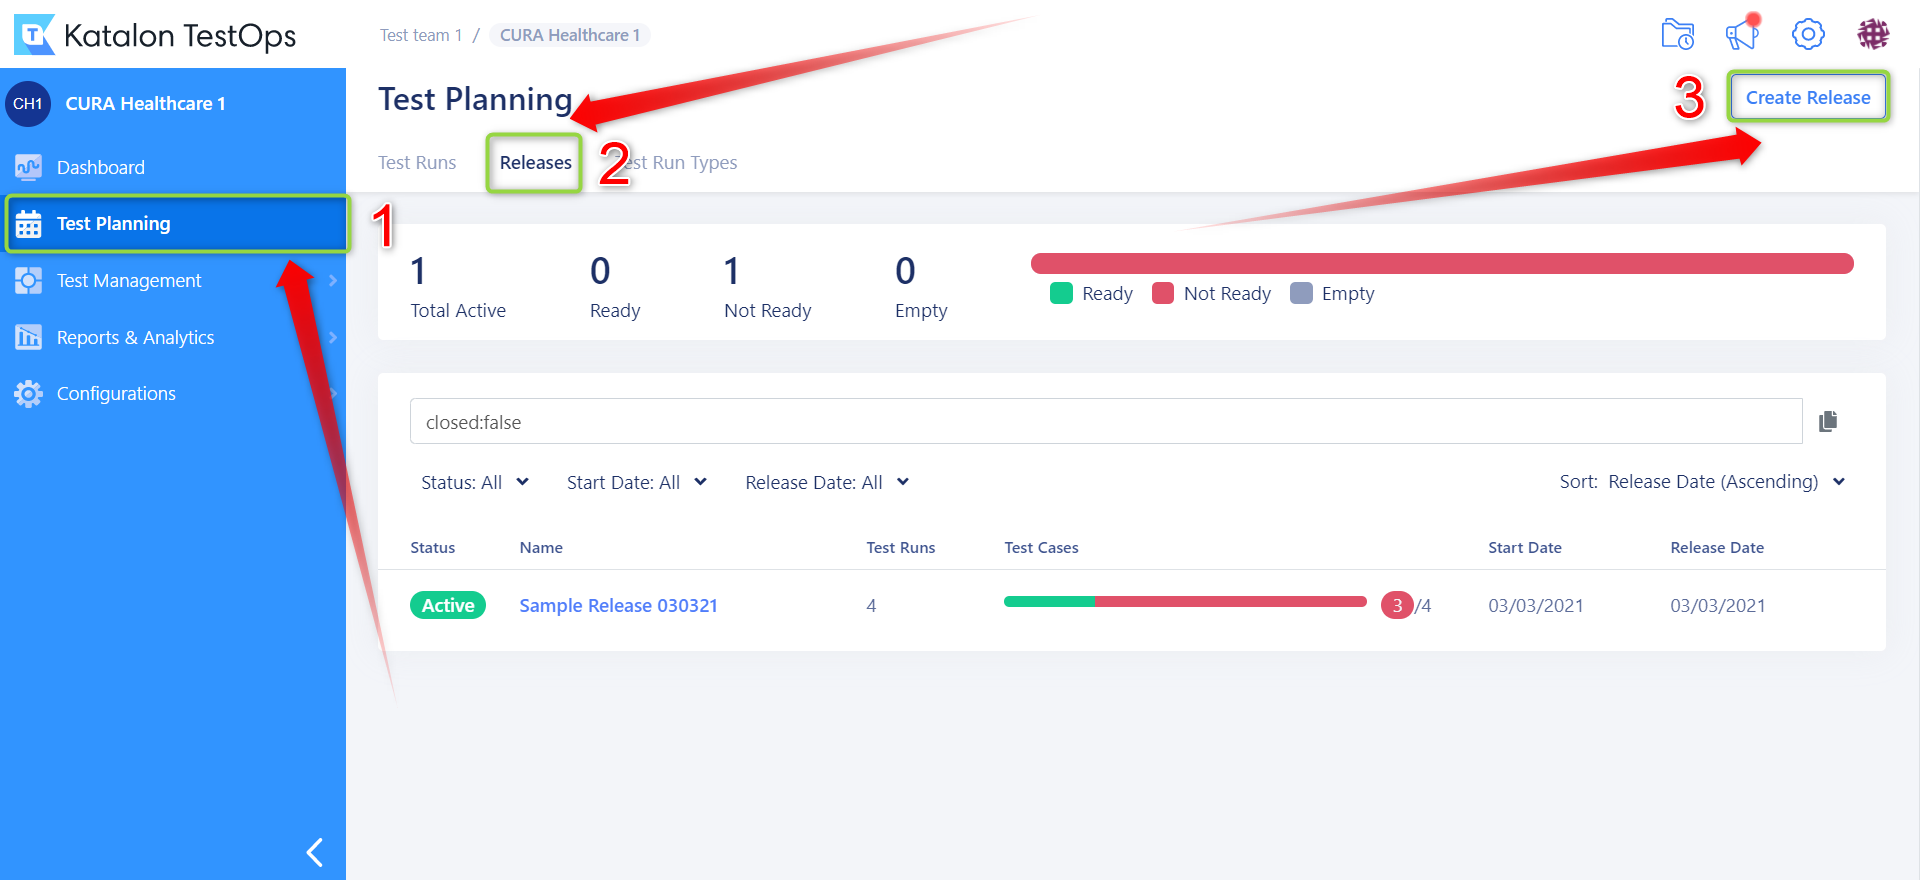 Katalon TestOps
Test team 1 / CURA Healthcare 1
CH1 CURA Healthcare 1
Dashboard
Test Planning
Test Management
Reports & Analytics
Configurations
1
Test Planning
3
Create Release
Test Runs
Releases
2
Test Run Types
1
Total Active
0
Ready
1
Not Ready
0
Empty
Ready Not Ready Empty
closed:false
Status: All
Start Date: All
Release Date: All
Sort: Release Date (Ascending)
Status Name Test Runs Test Cases Start Date Release Date
Active Sample Release 030321 4 3/4 03/03/2021 03/03/2021